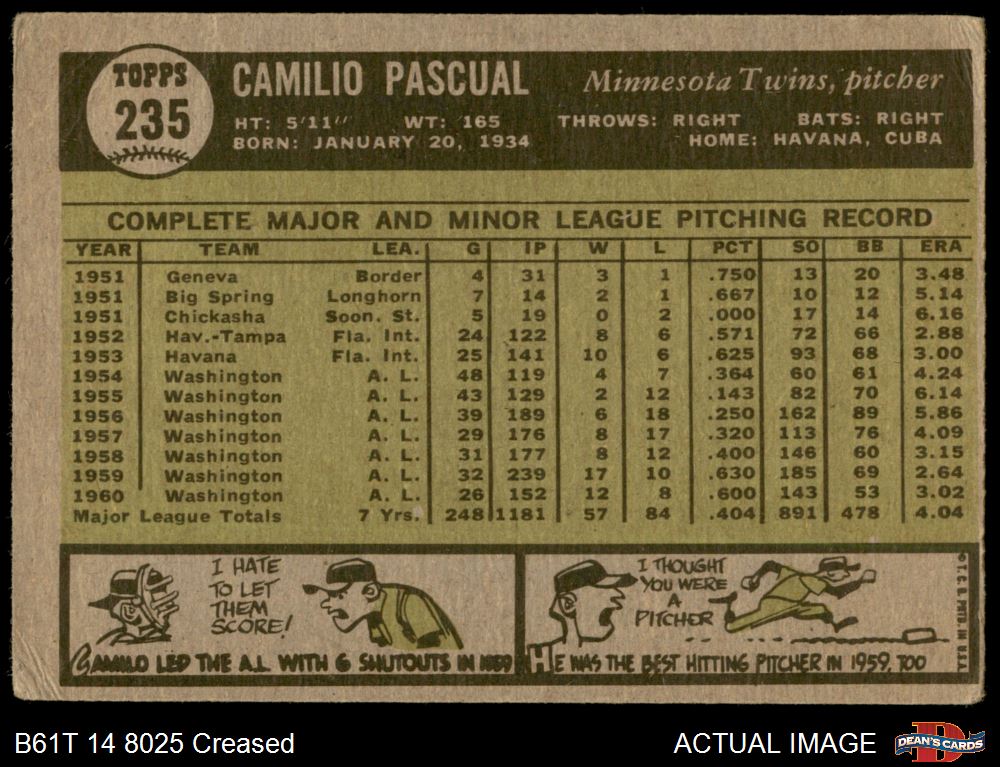 TOPPS
235
CAMILIO PASCUAL
Minnesota Twins, pitcher
HT: 5'11" WT: 165 THROWS: RIGHT BATS: RIGHT
BORN: JANUARY 20, 1934 HOME: HAVANA, CUBA
COMPLETE MAJOR AND MINOR LEAGUE PITCHING RECORD
YEAR TEAM LEA. G IP W L PCT SO BB ERA
1951 Geneva Border 4 31 3 1 .750 13 20 3.48
1951 Big Spring Longhorn 7 14 2 1 .667 10 12 5.14
1951 Chickasha Soon. St. 5 19 0 2 .000 17 14 6.16
1952 Hav.-Tampa Fla. Int. 24 122 8 6 .571 72 66 2.88
1953 Havana Fla. Int. 25 141 10 6 .625 93 68 3.00
1954 Washington A. L. 48 119 4 7 .364 60 61 4.24
1955 Washington A. L. 43 129 2 12 .143 82 70 6.14
1956 Washington A. L. 39 189 6 18 .250 162 89 5.86
1957 Washington A. L. 29 176 8 17 .320 113 76 4.09
1958 Washington A. L. 31 177 8 12 .400 146 60 3.15
1959 Washington A. L. 32 239 17 10 .630 185 69 2.64
1960 Washington A. L. 26 152 12 8 .600 143 53 3.02
Major League Totals 7 Yrs. 248 1181 57 84 .404 891 478 4.04
I HATE
TO LET
THEM
SCORE!
CAMILO LED THE A.L. WITH 6 SHUTOUTS IN 1959
I THOUGHT
YOU WERE
A
PITCHER
HE WAS THE BEST HITTING PITCHER IN 1959, TOO
© T. C. G. PRTD. IN U.S.A.
B61T 14 8025 Creased
ACTUAL IMAGE
DEAN'S CARDS